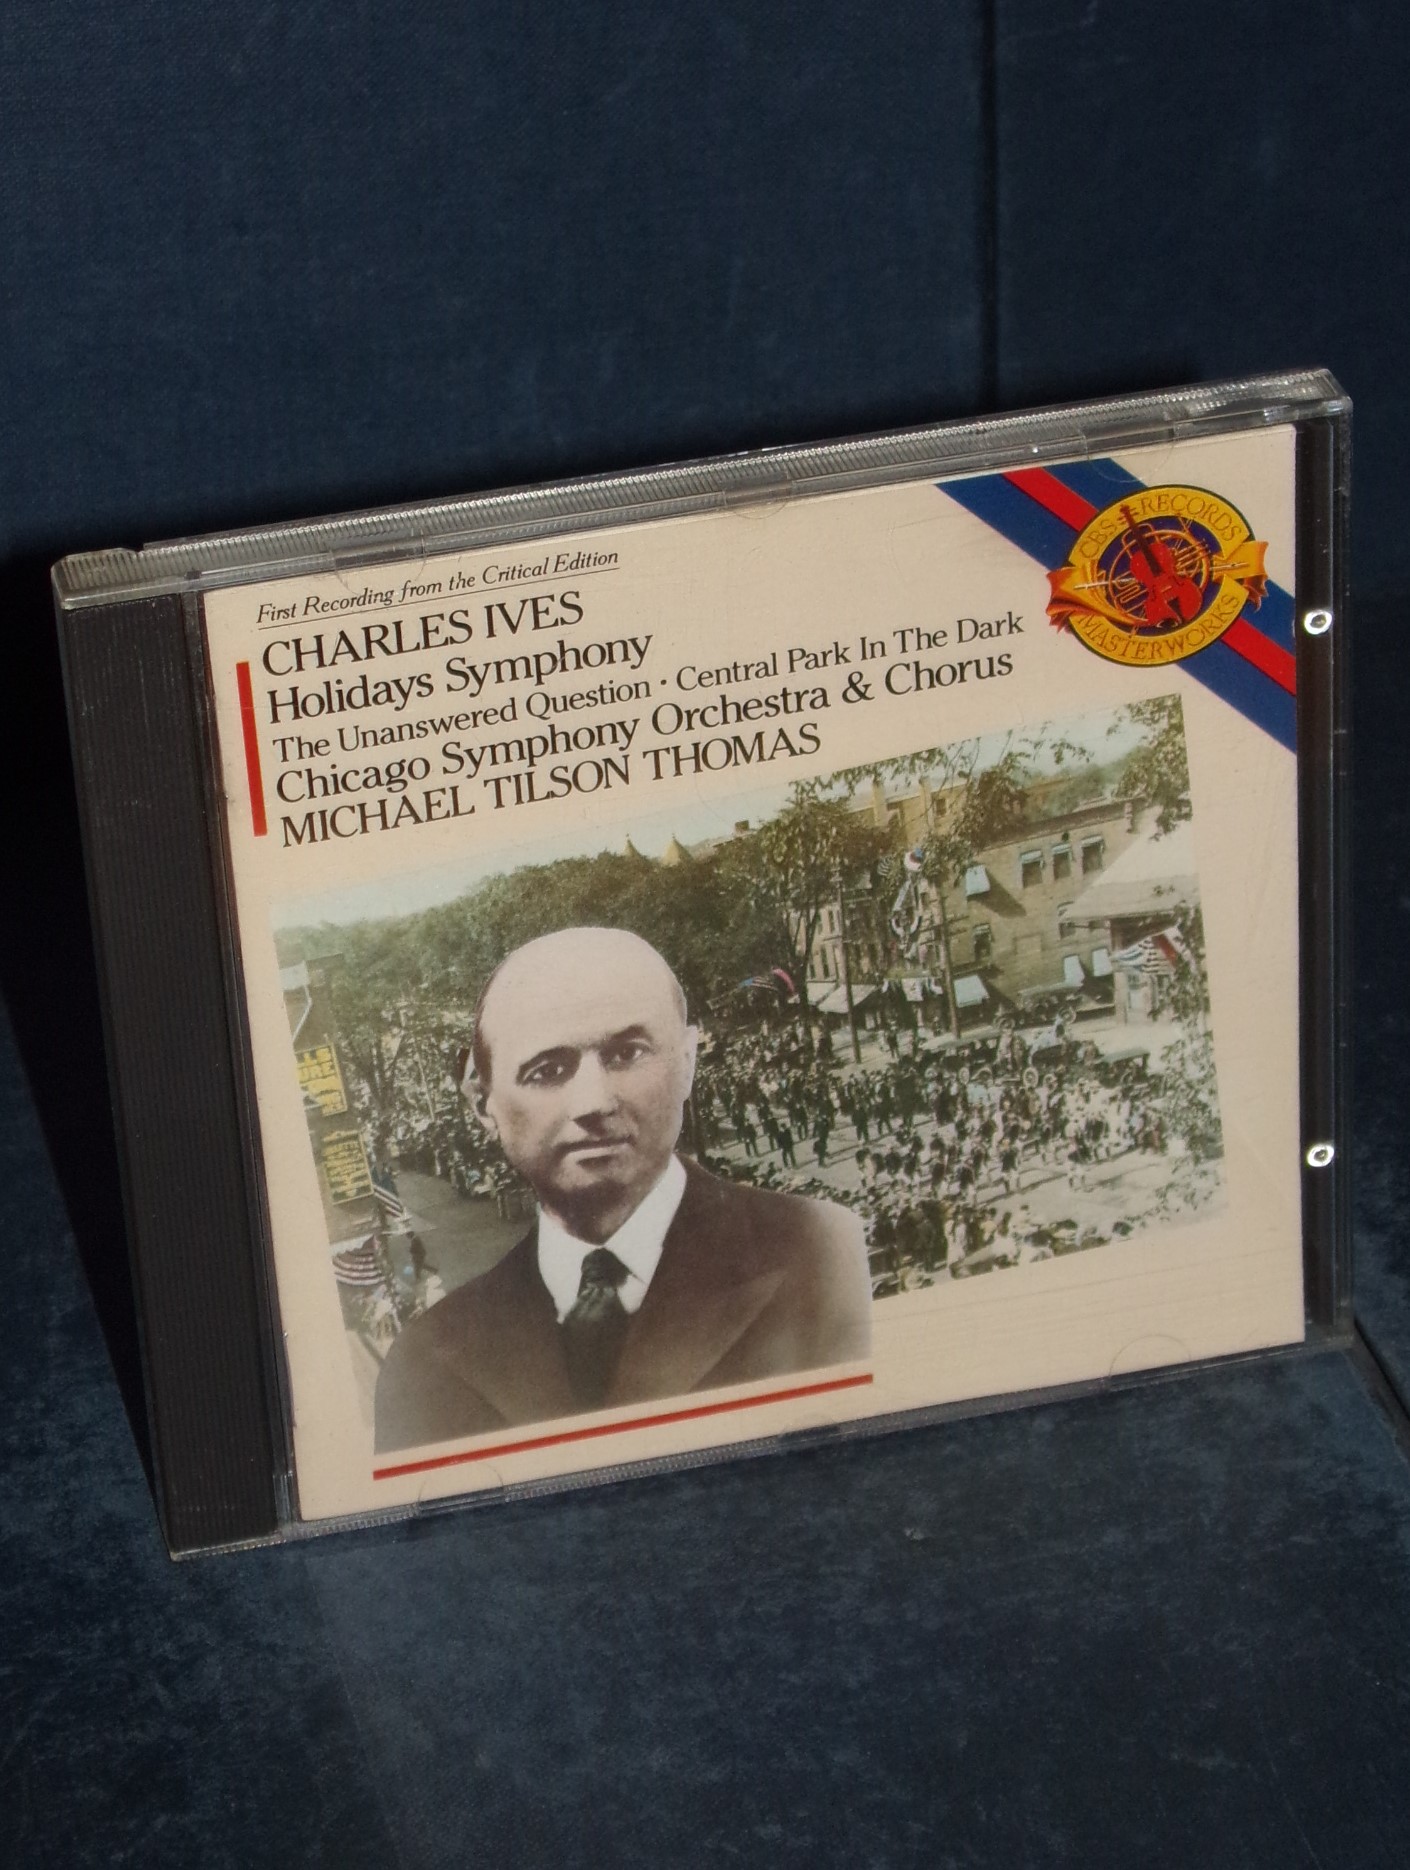 First Recording from the Critical Edition
CHARLES IVES
Holidays Symphony
The Unanswered Question · Central Park In The Dark
Chicago Symphony Orchestra & Chorus
MICHAEL TILSON THOMAS
CBS RECORDS
MASTERWORKS